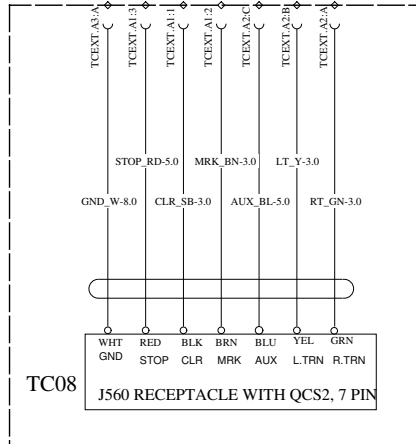 TCEXT.A3:A
TCEXT.A1:3
TCEXT.A1:1
TCEXT.A1:2
TCEXT.A2:C
TCEXT.A2:B
TCEXT.A2:A
STOP_RD-5.0 MRK_BN-3.0 LT_Y-3.0
GND_W-8.0 CLR_SB-3.0 AUX_BL-5.0 RT_GN-3.0
WHT RED BLK BRN BLU YEL GRN
GND STOP CLR MRK AUX L.TRN R.TRN
TC08
J560 RECEPTACLE WITH QCS2, 7 PIN